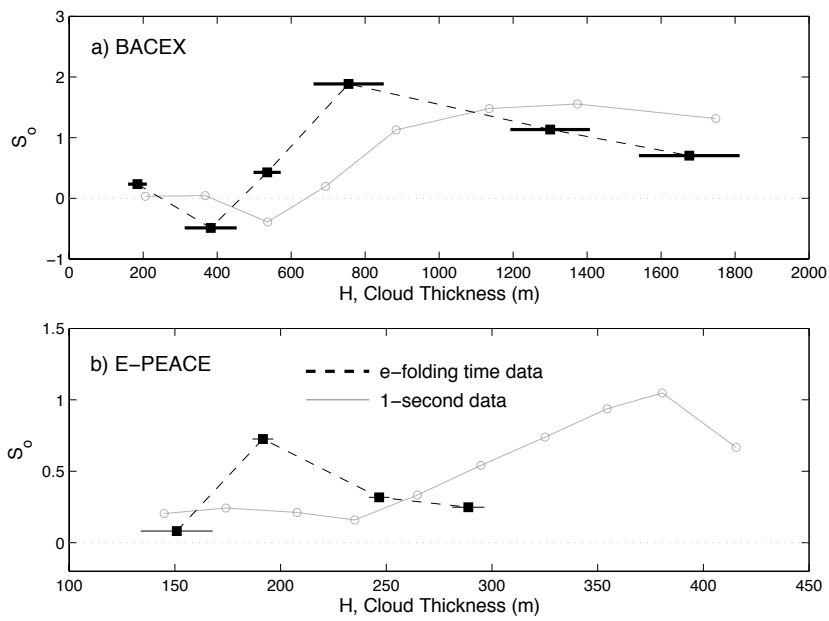 a) BACEX
3
2
1
0
−1
S_o
0 200 400 600 800 1000 1200 1400 1600 1800 2000
H, Cloud Thickness (m)
b) E−PEACE
e−folding time data
1−second data
1.5
1
0.5
0
S_o
100 150 200 250 300 350 400 450
H, Cloud Thickness (m)